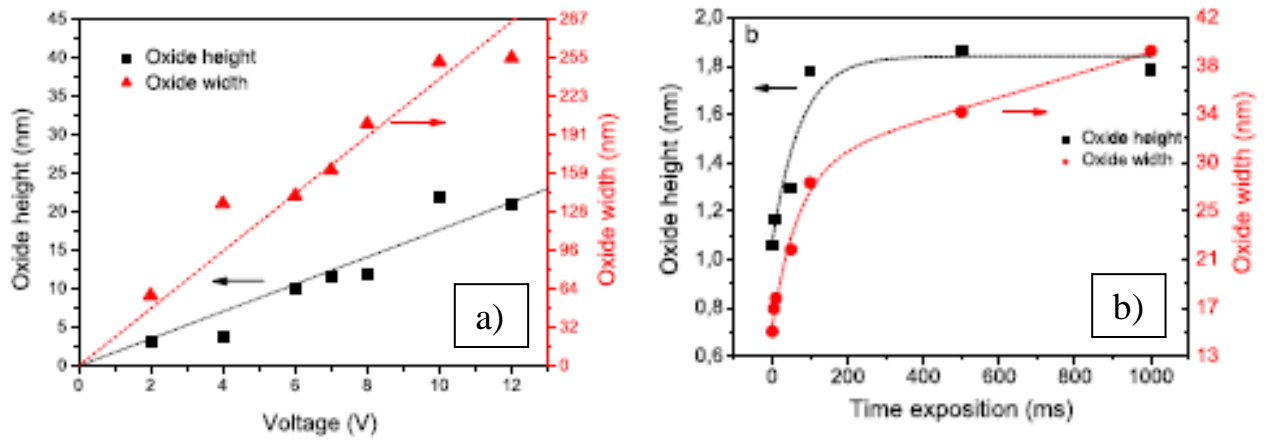 45
40
35
30
25
20
15
10
5
0
Oxide height (nm)
Oxide height
Oxide width
287
255
223
191
159
128
96
64
32
0
Oxide width (nm)
a)
0 2 4 6 8 10 12
Voltage (V)
b
2,0
1,8
1,6
1,4
1,2
1,0
0,8
0,6
Oxide height (nm)
Oxide height
Oxide width
42
38
34
30
25
21
17
13
Oxide width (nm)
b)
0 200 400 600 800 1000
Time exposition (ms)